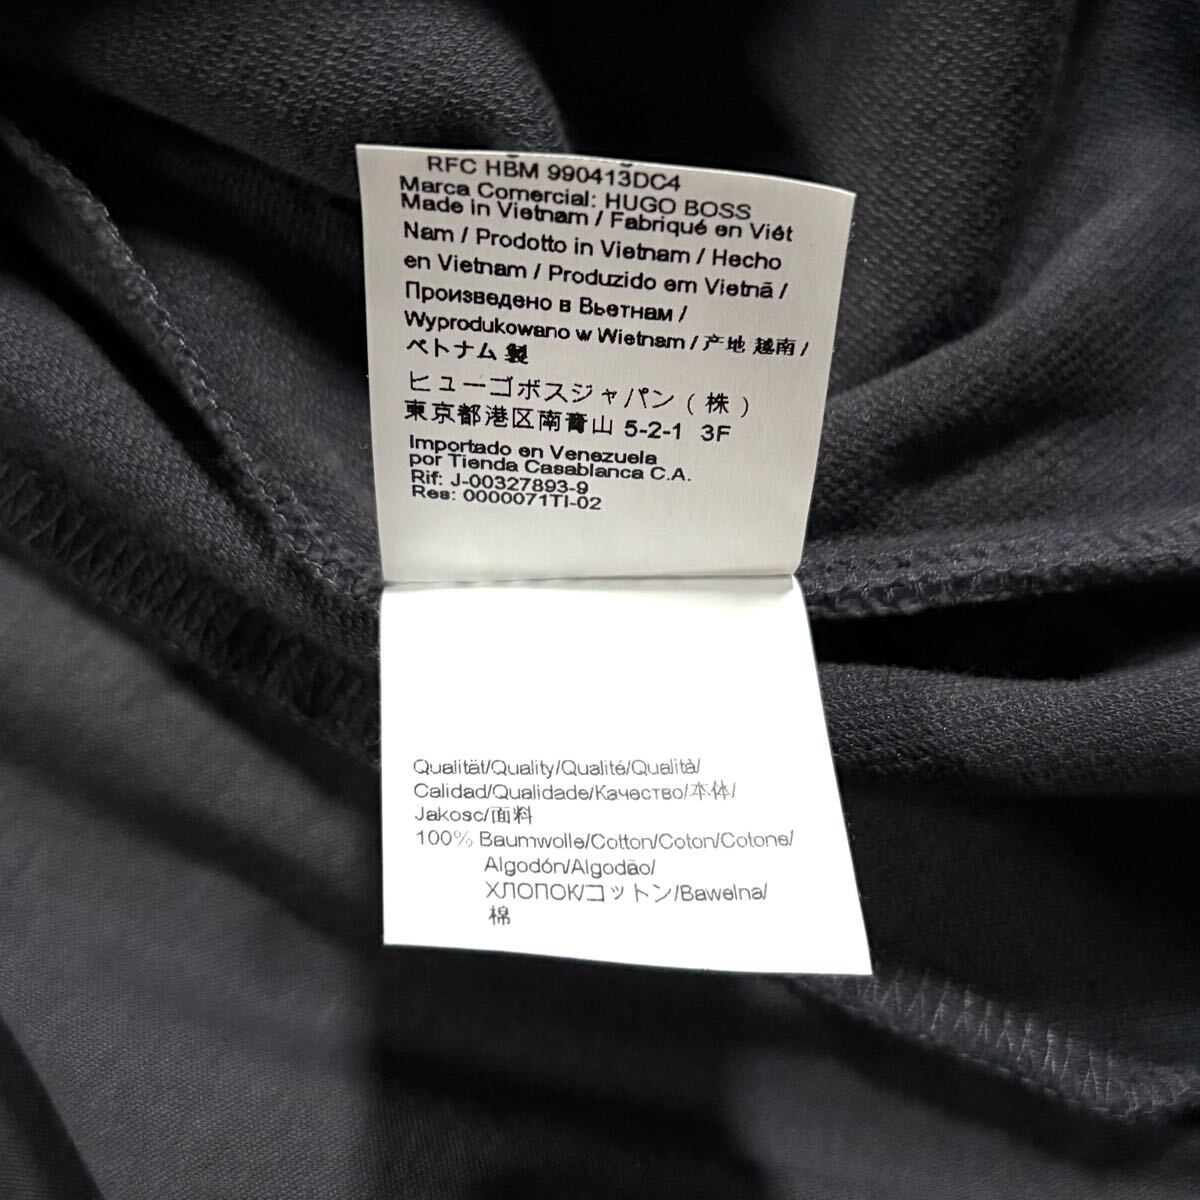 RFC HBM 990413DC4
Marca Comercial: HUGO BOSS
Made in Vietnam / Fabriqué en Viêt
Nam / Prodotto in Vietnam / Hecho
en Vietnam / Produzido em Vietnã /
Произведено в Вьетнам /
Wyprodukowano w Wietnam / 产地 越南 /
ベトナム 製
ヒューゴボスジャパン ( 株 )
東京都港区南青山 5-2-1 3F
Importado en Venezuela
por Tienda Casablanca C.A.
Rif: J-00327893-9
Res: 0000071TI-02
Qualität/Quality/Qualité/Qualità/
Calidad/Qualidade/Качество/本体/
Jakosc/面料
100% Baumwolle/Cotton/Coton/Cotone/
Algodón/Algodão/
ХЛОПОК/コットン/Bawelna/
棉